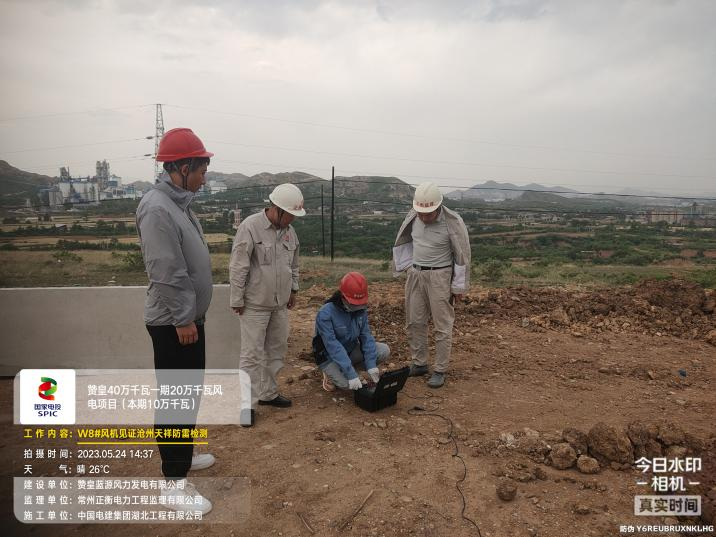 国家电投
SPIC
赞皇40万千瓦一期20万千瓦风
电项目（本期10万千瓦）
工作内容：W8#风机见证沧州天祥防雷检测
拍摄时间：2023.05.24 14:37
天　　气：晴 26℃
建设单位：赞皇蓝源风力发电有限公司
监理单位：常州正衡电力工程监理有限公司
施工单位：中国电建集团湖北工程有限公司
今日水印
相机
真实时间
防伪 Y6REUBRUXNKLHG